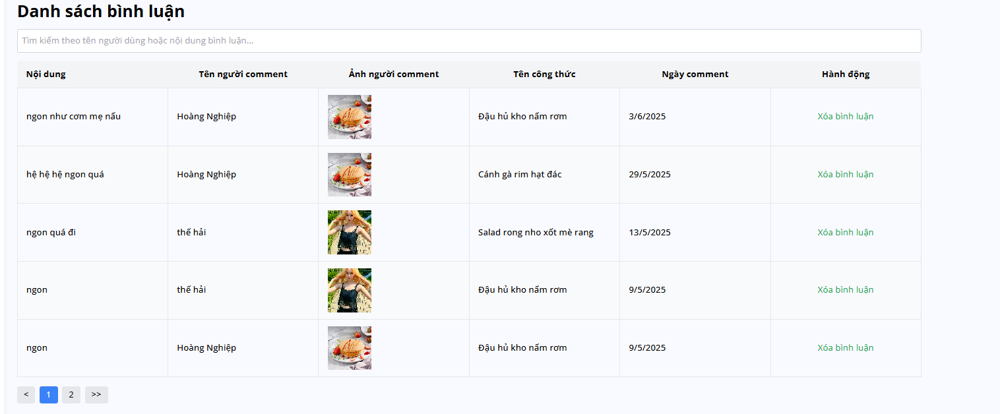 Danh sách bình luận
Tìm kiếm theo tên người dùng hoặc nội dung bình luận...
Nội dung Tên người comment Ảnh người comment Tên công thức Ngày comment Hành động
ngon như cơm mẹ nấu Hoàng Nghiệp Đậu hủ kho nấm rơm 3/6/2025 Xóa bình luận
hệ hệ hệ ngon quá Hoàng Nghiệp Cánh gà rim hạt đác 29/5/2025 Xóa bình luận
ngon quá đi thế hải Salad rong nho xốt mè rang 13/5/2025 Xóa bình luận
ngon thế hải Đậu hủ kho nấm rơm 9/5/2025 Xóa bình luận
ngon Hoàng Nghiệp Đậu hủ kho nấm rơm 9/5/2025 Xóa bình luận
< 1 2 >>